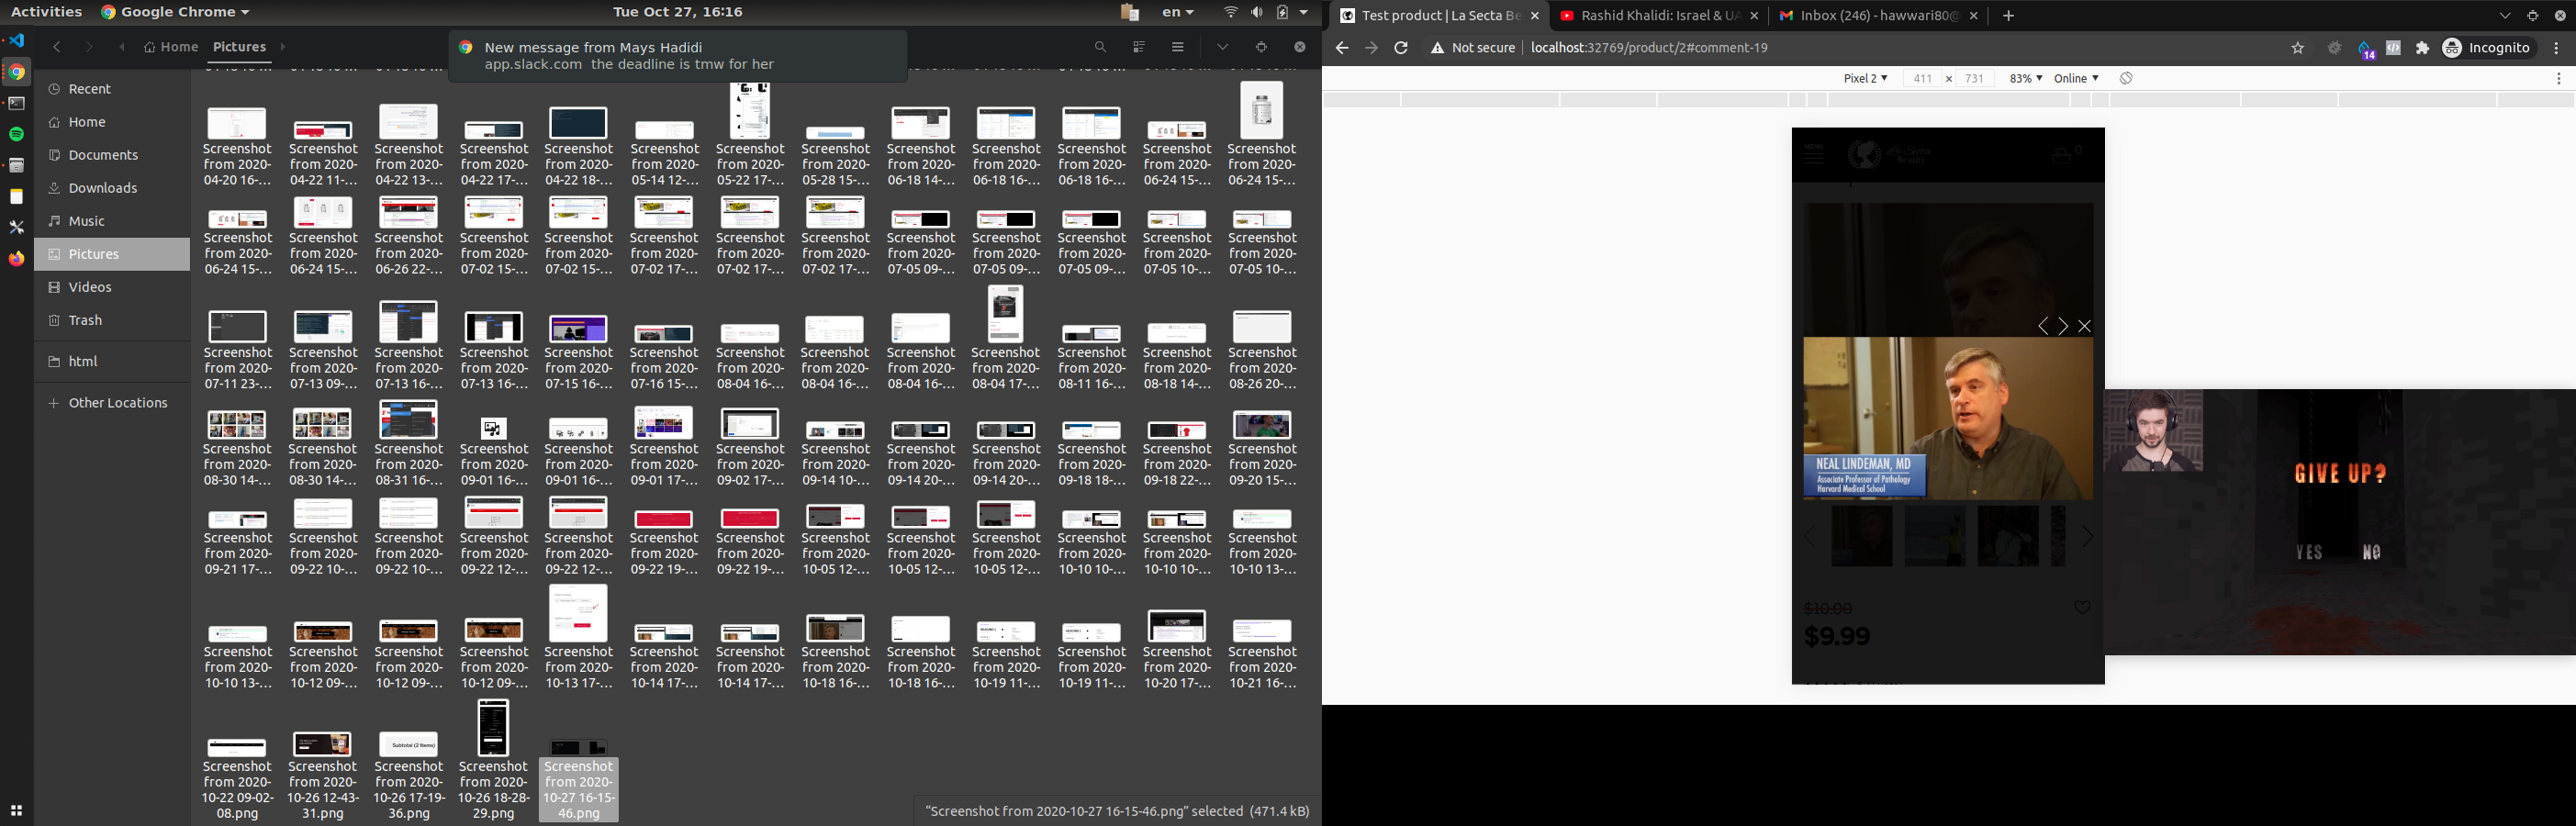 Activities
Google Chrome
Tue Oct 27, 16:16
en
Home
Pictures
New message from Mays Hadidi
app.slack.com the deadline is tmw for her
Recent
Home
Documents
Downloads
Music
Pictures
Videos
Trash
html
Other Locations
Screenshot from 2020-04-20 16-…
Screenshot from 2020-04-22 11-…
Screenshot from 2020-04-22 13-…
Screenshot from 2020-04-22 17-…
Screenshot from 2020-04-22 18-…
Screenshot from 2020-05-14 12-…
Screenshot from 2020-05-22 17-…
Screenshot from 2020-05-28 15-…
Screenshot from 2020-06-18 14-…
Screenshot from 2020-06-18 16-…
Screenshot from 2020-06-18 16-…
Screenshot from 2020-06-24 15-…
Screenshot from 2020-06-24 15-…
Screenshot from 2020-06-24 15-…
Screenshot from 2020-06-24 15-…
Screenshot from 2020-06-26 22-…
Screenshot from 2020-07-02 15-…
Screenshot from 2020-07-02 15-…
Screenshot from 2020-07-02 17-…
Screenshot from 2020-07-02 17-…
Screenshot from 2020-07-02 17-…
Screenshot from 2020-07-05 09-…
Screenshot from 2020-07-05 09-…
Screenshot from 2020-07-05 09-…
Screenshot from 2020-07-05 10-…
Screenshot from 2020-07-05 10-…
Screenshot from 2020-07-11 23-…
Screenshot from 2020-07-13 09-…
Screenshot from 2020-07-13 16-…
Screenshot from 2020-07-13 16-…
Screenshot from 2020-07-15 16-…
Screenshot from 2020-07-16 15-…
Screenshot from 2020-08-04 16-…
Screenshot from 2020-08-04 16-…
Screenshot from 2020-08-04 16-…
Screenshot from 2020-08-04 17-…
Screenshot from 2020-08-11 16-…
Screenshot from 2020-08-18 14-…
Screenshot from 2020-08-26 20-…
Screenshot from 2020-08-30 14-…
Screenshot from 2020-08-30 14-…
Screenshot from 2020-08-31 16-…
Screenshot from 2020-09-01 16-…
Screenshot from 2020-09-01 16-…
Screenshot from 2020-09-01 17-…
Screenshot from 2020-09-02 17-…
Screenshot from 2020-09-14 10-…
Screenshot from 2020-09-14 20-…
Screenshot from 2020-09-14 20-…
Screenshot from 2020-09-18 18-…
Screenshot from 2020-09-18 22-…
Screenshot from 2020-09-20 15-…
Screenshot from 2020-09-21 17-…
Screenshot from 2020-09-22 10-…
Screenshot from 2020-09-22 10-…
Screenshot from 2020-09-22 12-…
Screenshot from 2020-09-22 12-…
Screenshot from 2020-09-22 19-…
Screenshot from 2020-09-22 19-…
Screenshot from 2020-10-05 12-…
Screenshot from 2020-10-05 12-…
Screenshot from 2020-10-05 12-…
Screenshot from 2020-10-10 10-…
Screenshot from 2020-10-10 10-…
Screenshot from 2020-10-10 13-…
Screenshot from 2020-10-10 13-…
Screenshot from 2020-10-12 09-…
Screenshot from 2020-10-12 09-…
Screenshot from 2020-10-12 09-…
Screenshot from 2020-10-13 17-…
Screenshot from 2020-10-14 17-…
Screenshot from 2020-10-14 17-…
Screenshot from 2020-10-18 16-…
Screenshot from 2020-10-18 16-…
Screenshot from 2020-10-19 11-…
Screenshot from 2020-10-19 11-…
Screenshot from 2020-10-20 17-…
Screenshot from 2020-10-21 16-…
Subtotal (2 Items)
Screenshot from 2020-10-22 09-02-08.png
Screenshot from 2020-10-26 12-43-31.png
Screenshot from 2020-10-26 17-19-36.png
Screenshot from 2020-10-26 18-28-29.png
Screenshot from 2020-10-27 16-15-46.png
"Screenshot from 2020-10-27 16-15-46.png" selected (471.4 kB)
Test product | La Secta Be
Rashid Khalidi: Israel & UA
Inbox (246) - hawwari80@
Not secure
localhost:32769/product/2#comment-19
14
Incognito
Pixel 2
411 × 731
83%
Online
MENU
La Secta
Beauty
0
NEAL LINDEMAN, MD
Associate Professor of Pathology
Harvard Medical School
GIVE UP?
YES NO
$10.00
$9.99